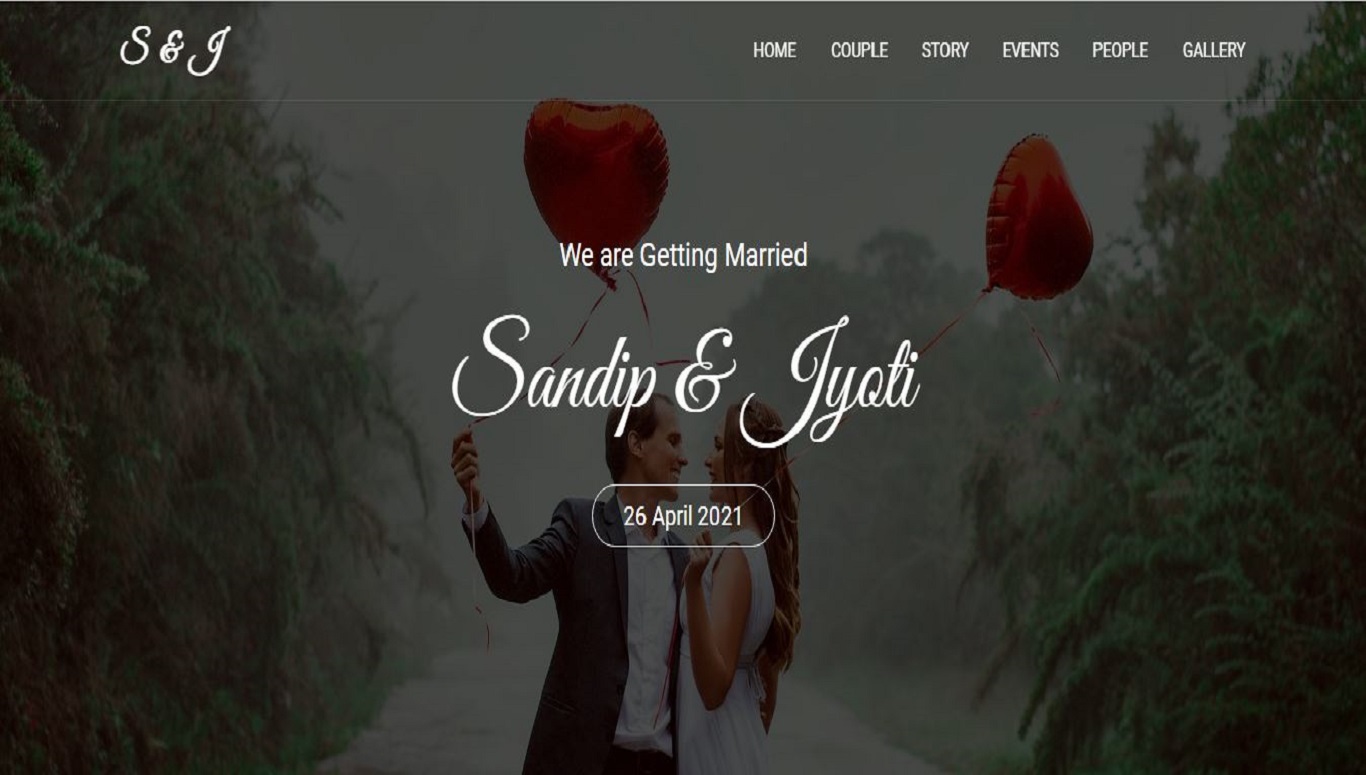 S & J
HOME COUPLE STORY EVENTS PEOPLE GALLERY
We are Getting Married
Sandip & Jyoti
26 April 2021